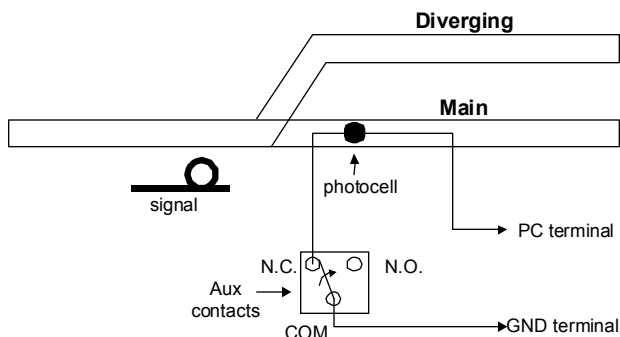 Diverging
Main
photocell
signal
PC terminal
N.C.
N.O.
Aux
contacts
COM
GND terminal